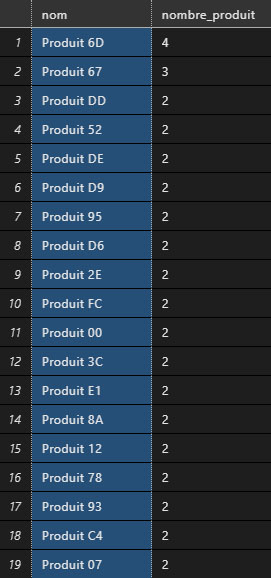 nom nombre_produit
1 Produit 6D 4
2 Produit 67 3
3 Produit DD 2
4 Produit 52 2
5 Produit DE 2
6 Produit D9 2
7 Produit 95 2
8 Produit D6 2
9 Produit 2E 2
10 Produit FC 2
11 Produit 00 2
12 Produit 3C 2
13 Produit E1 2
14 Produit 8A 2
15 Produit 12 2
16 Produit 78 2
17 Produit 93 2
18 Produit C4 2
19 Produit 07 2